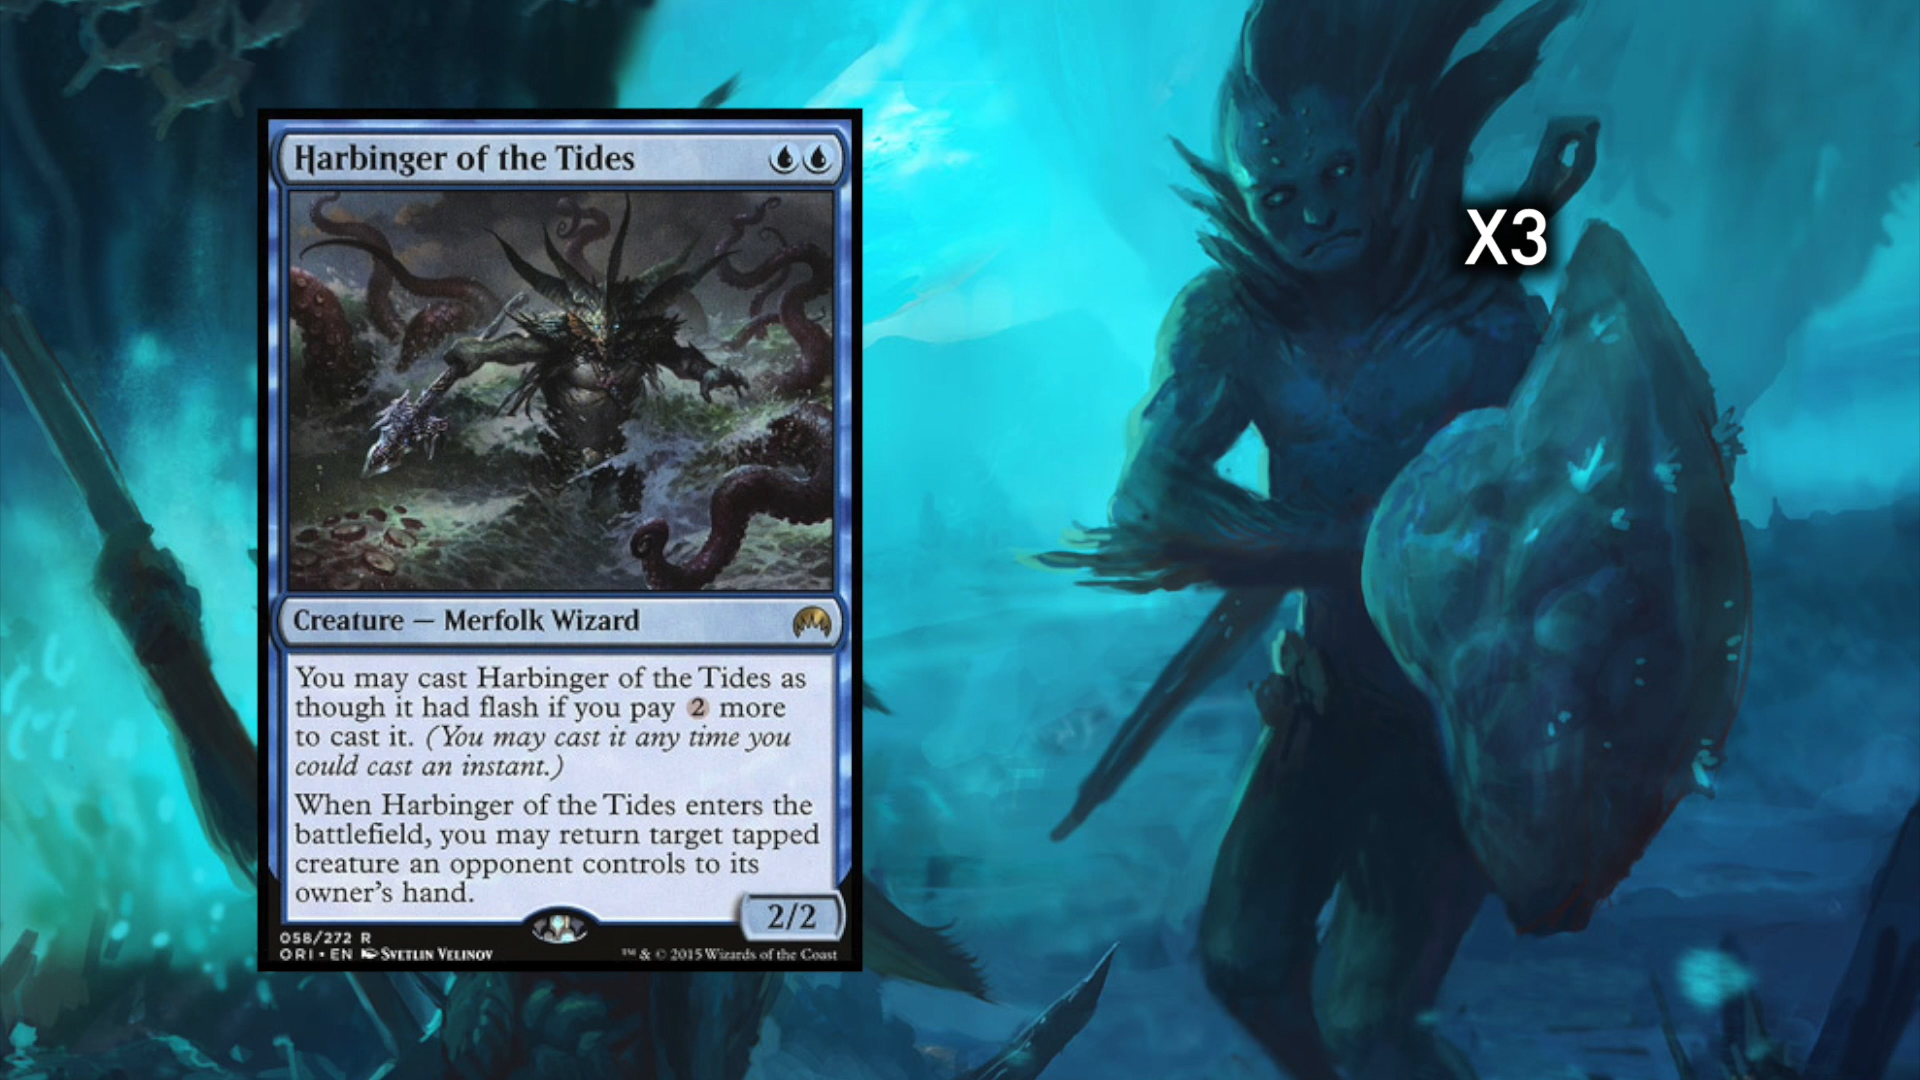 Harbinger of the Tides
X3
Creature — Merfolk Wizard
You may cast Harbinger of the Tides as
though it had flash if you pay 2 more
to cast it. (You may cast it any time you
could cast an instant.)
When Harbinger of the Tides enters the
battlefield, you may return target tapped
creature an opponent controls to its
owner's hand.
2/2
058/272 R
ORI • EN Svetlin Velinov
™ & © 2015 Wizards of the Coast